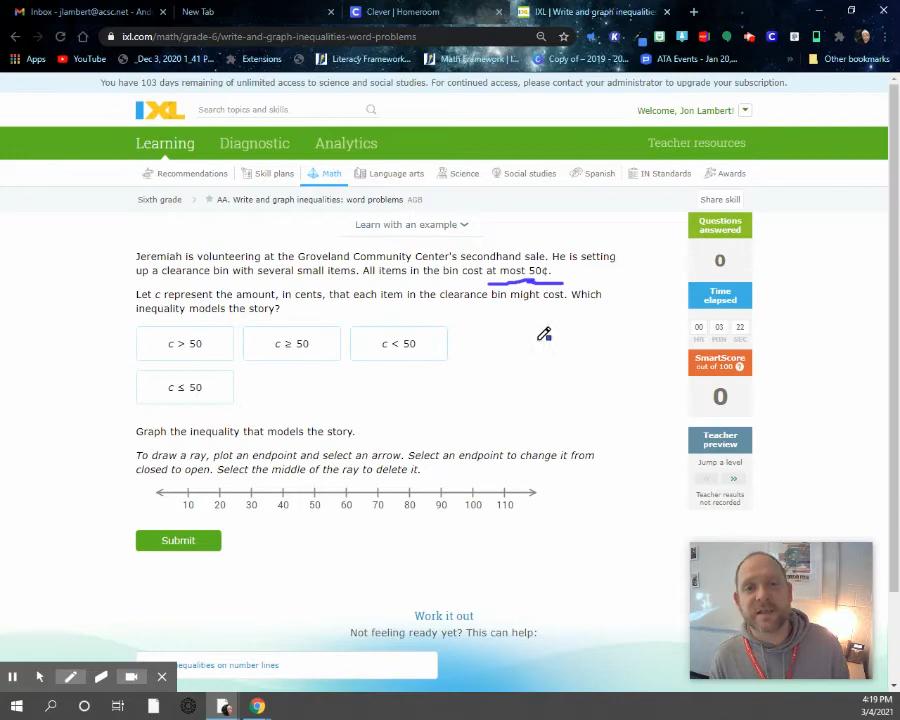 Inbox - jlambert@acsc.net - And
New Tab
Clever | Homeroom
IXL | Write and graph inequalities
ixl.com/math/grade-6/write-and-graph-inequalities-word-problems
Apps
YouTube
_Dec 3, 2020 1_41 P...
Extensions
Literacy Framework...
Math Framework | I...
Copy of – 2019 - 20...
ATA Events - Jan 20,...
Other bookmarks
You have 103 days remaining of unlimited access to science and social studies. For continued access, please contact your administrator to upgrade your subscription.
IXL
Search topics and skills
Welcome, Jon Lambert!
Learning
Diagnostic
Analytics
Teacher resources
Recommendations
Skill plans
Math
Language arts
Science
Social studies
Spanish
IN Standards
Awards
Sixth grade
AA. Write and graph inequalities: word problems AGB
Share skill
Learn with an example
Questions
answered
0
Jeremiah is volunteering at the Groveland Community Center's secondhand sale. He is setting
up a clearance bin with several small items. All items in the bin cost at most 50¢.
Let c represent the amount, in cents, that each item in the clearance bin might cost. Which
inequality models the story?
c > 50
c ≥ 50
c < 50
c ≤ 50
Time
elapsed
00 03 22
HR MIN SEC
SmartScore
out of 100
0
Graph the inequality that models the story.
To draw a ray, plot an endpoint and select an arrow. Select an endpoint to change it from
closed to open. Select the middle of the ray to delete it.
10 20 30 40 50 60 70 80 90 100 110
Teacher
preview
Jump a level
Teacher results
not recorded
Submit
Work it out
Not feeling ready yet? This can help:
equalities on number lines
4:19 PM
3/4/2021